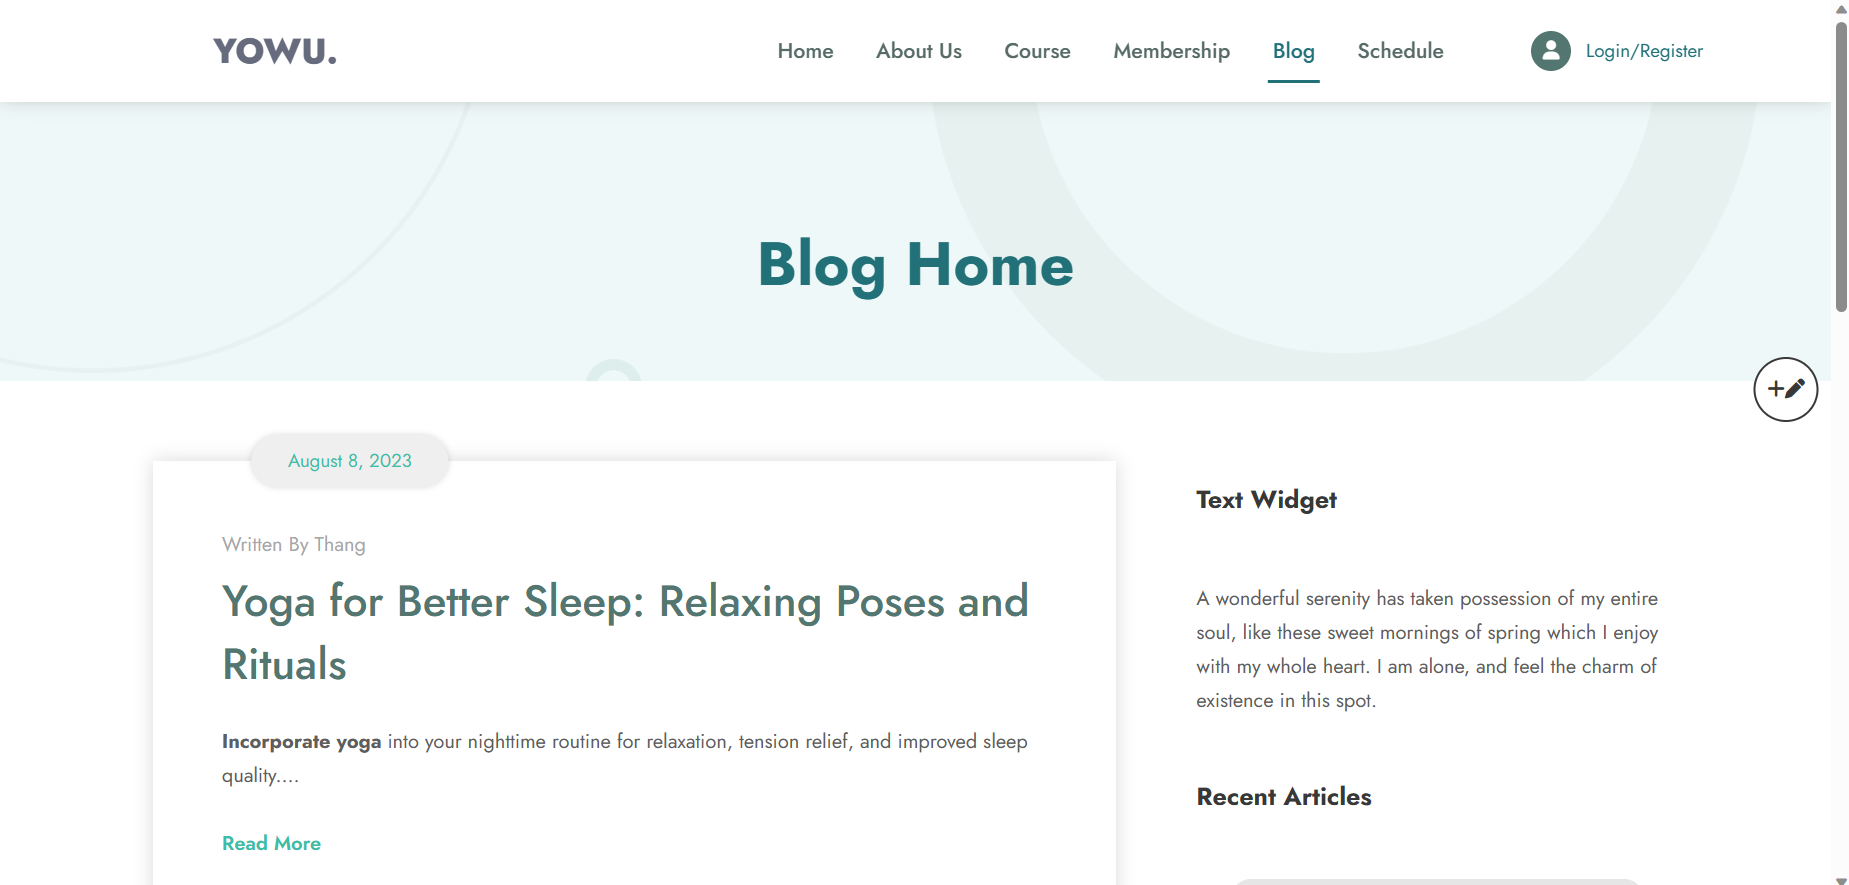 YOWU.
Home About Us Course Membership Blog Schedule Login/Register
Blog Home
August 8, 2023
Written By Thang
Yoga for Better Sleep: Relaxing Poses and
Rituals
Incorporate yoga into your nighttime routine for relaxation, tension relief, and improved sleep
quality....
Read More
Text Widget
A wonderful serenity has taken possession of my entire
soul, like these sweet mornings of spring which I enjoy
with my whole heart. I am alone, and feel the charm of
existence in this spot.
Recent Articles